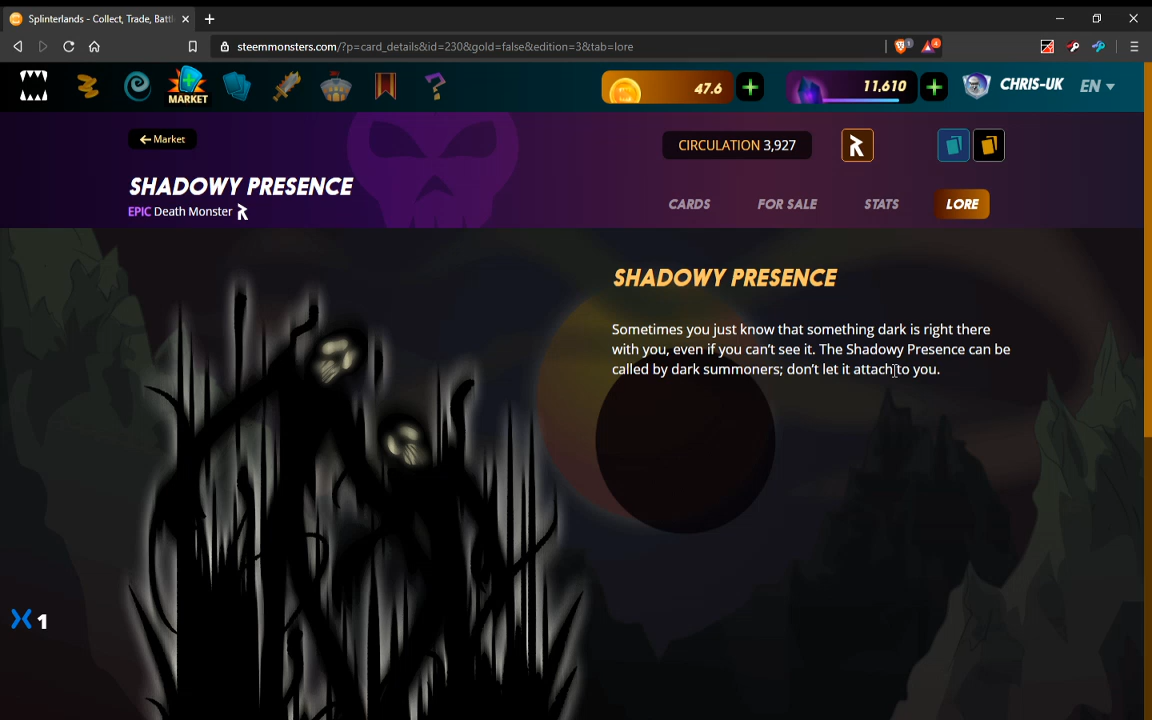 Splinterlands - Collect, Trade, Battl
steemmonsters.com/?p=card_details&id=230&gold=false&edition=3&tab=lore
1
4
MARKET
47.6
11,610
CHRIS-UK
EN
Market
CIRCULATION 3,927
SHADOWY PRESENCE
EPIC Death Monster
CARDS
FOR SALE
STATS
LORE
SHADOWY PRESENCE
Sometimes you just know that something dark is right there
with you, even if you can't see it. The Shadowy Presence can be
called by dark summoners; don't let it attach to you.
1